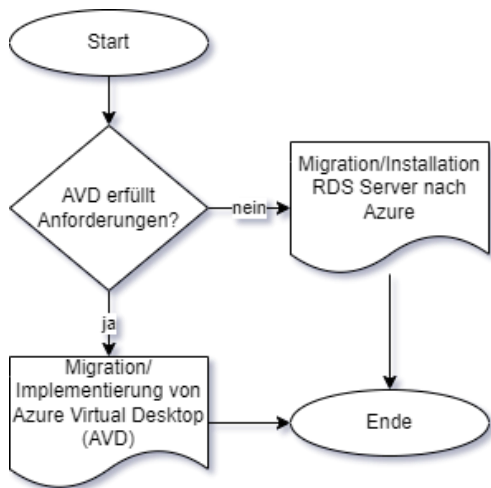 Start
AVD erfüllt
Anforderungen?
nein
Migration/Installation
RDS Server nach
Azure
ja
Migration/
Implementierung von
Azure Virtual Desktop
(AVD)
Ende